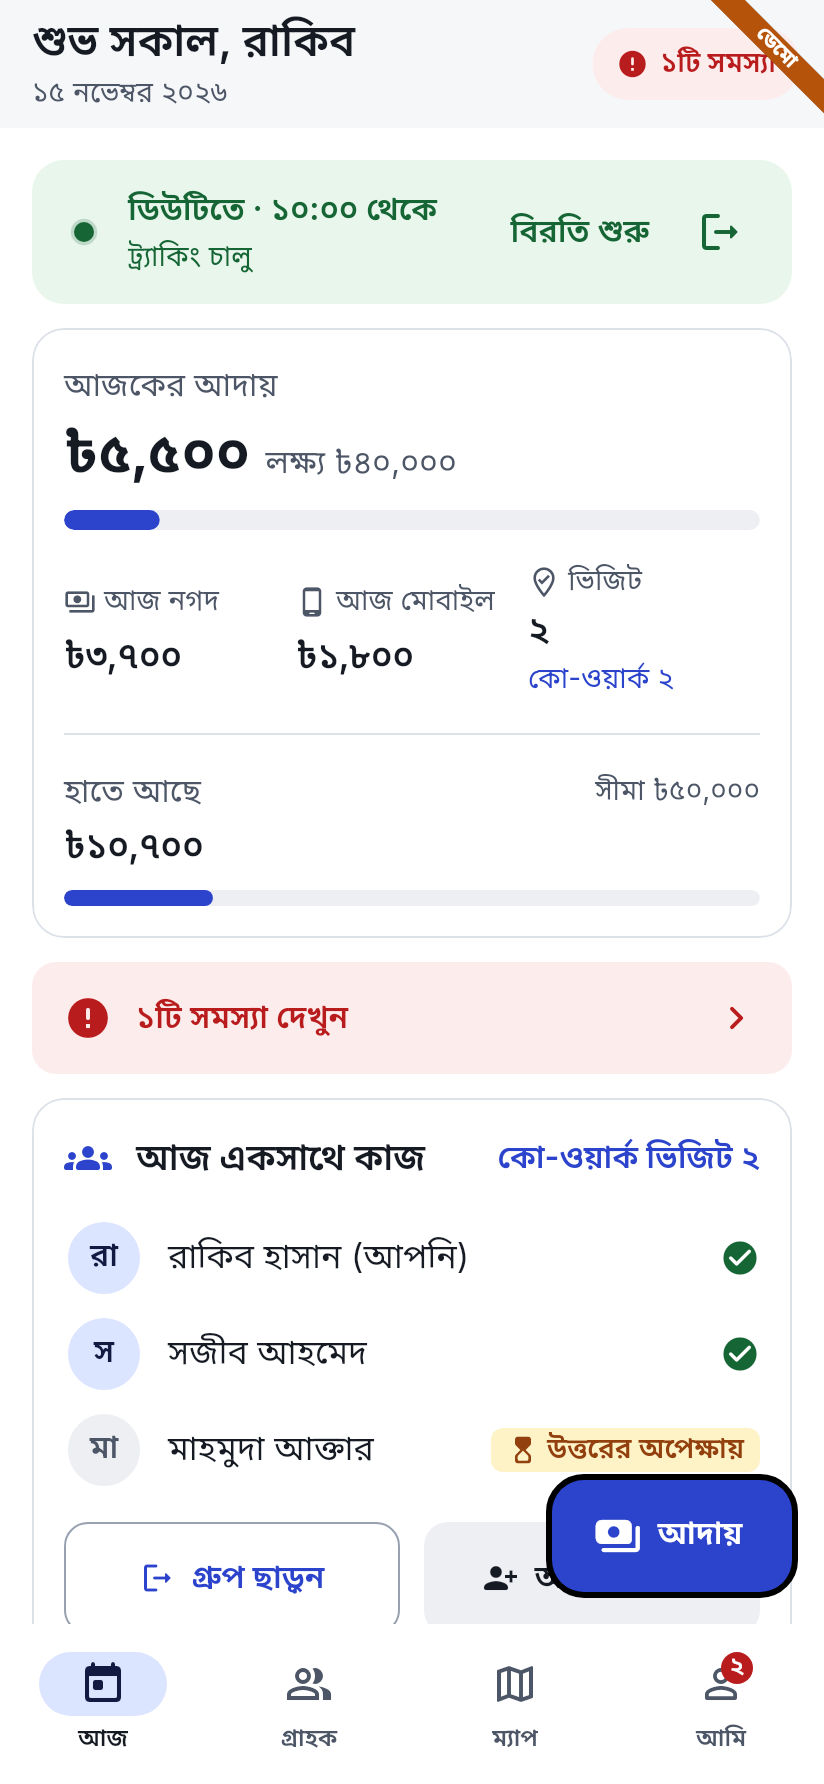 শুভ সকাল, রাকিব
১৫ নভেম্বর ২০২৬
১টি সমস্যা
ডেমো
ডিউটিতে · ১০:০০ থেকে
ট্র্যাকিং চালু
বিরতি শুরু
আজকের আদায়
৳৫,৫০০ লক্ষ্য ৳৪০,০০০
আজ নগদ
৳৩,৭০০
আজ মোবাইল
৳১,৮০০
ভিজিট
২
কো-ওয়ার্ক ২
হাতে আছে
সীমা ৳৫০,০০০
৳১০,৭০০
১টি সমস্যা দেখুন
আজ একসাথে কাজ
কো-ওয়ার্ক ভিজিট ২
রা রাকিব হাসান (আপনি)
স সজীব আহমেদ
মা মাহমুদা আক্তার উত্তরের অপেক্ষায়
আদায়
গ্রুপ ছাড়ুন
আজ
গ্রাহক
ম্যাপ
২
আমি